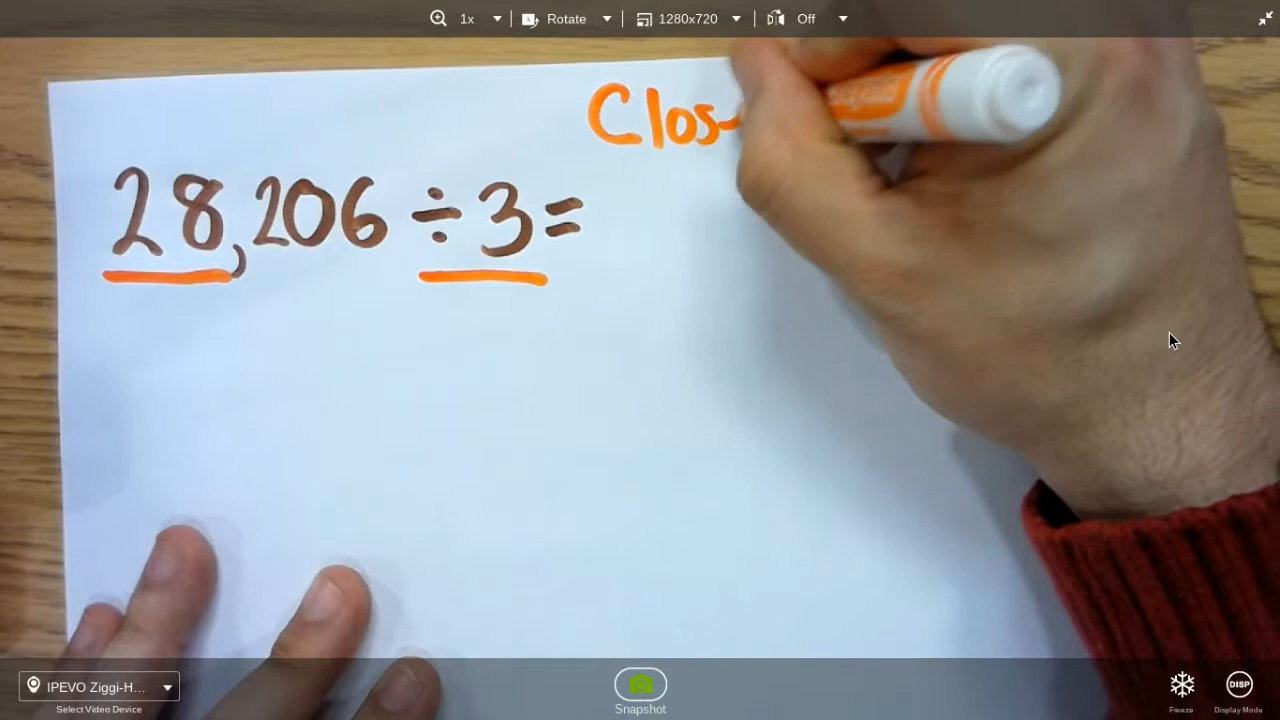 1x Rotate 1280x720 Off
Clos
28,206 ÷ 3 =
IPEVO Ziggi-H...
Select Video Device
Snapshot
Freeze
DISP
Display Mode